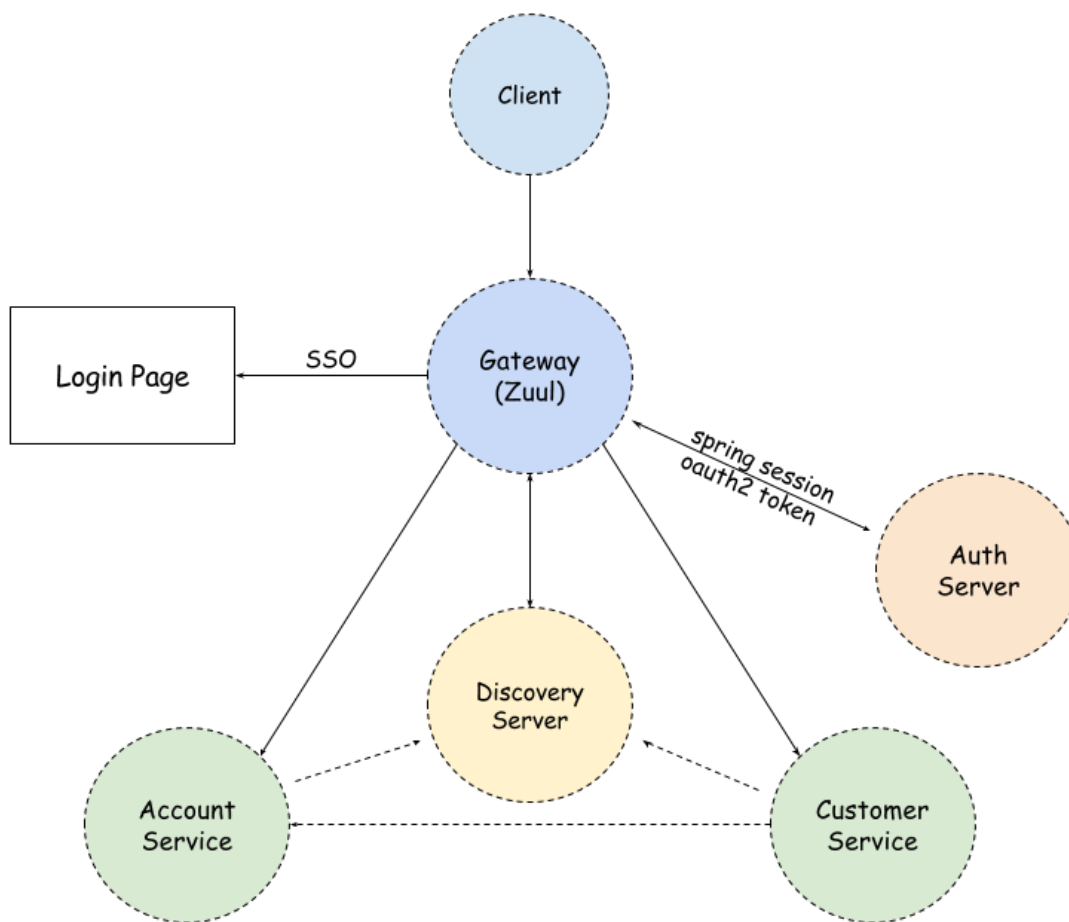 Client
Login Page
SSO
Gateway
(Zuul)
spring session
oauth2 token
Auth
Server
Discovery
Server
Account
Service
Customer
Service